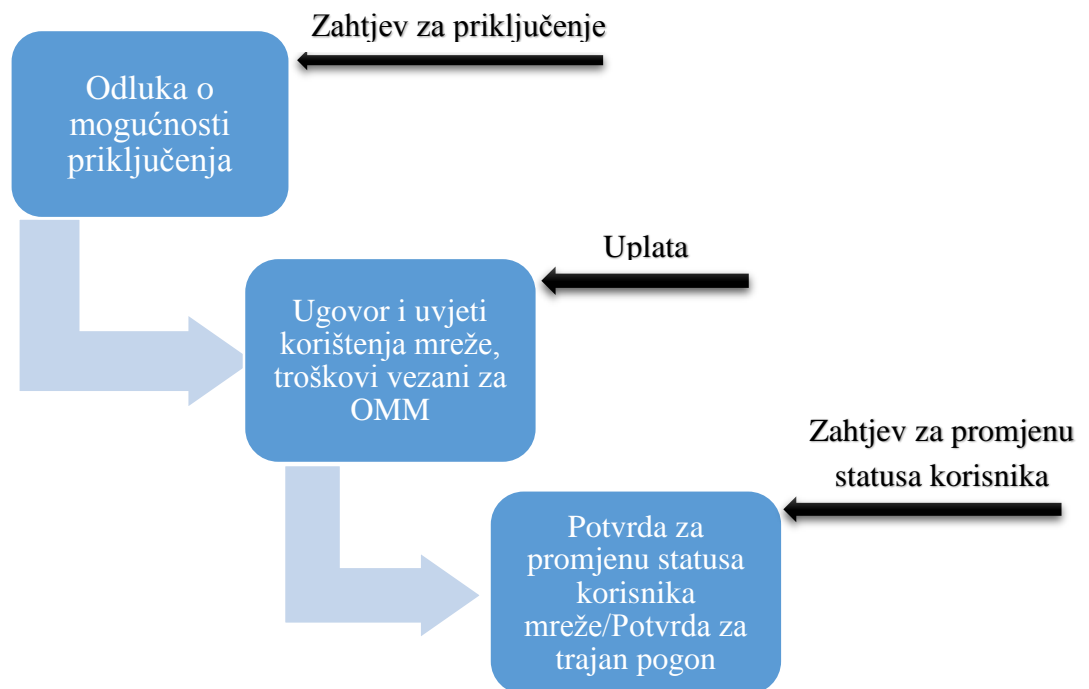 Zahtjev za priključenje
Odluka o
mogućnosti
priključenja
Uplata
Ugovor i uvjeti
korištenja mreže,
troškovi vezani za
OMM
Zahtjev za promjenu
statusa korisnika
Potvrda za
promjenu statusa
korisnika
mreže/Potvrda za
trajan pogon